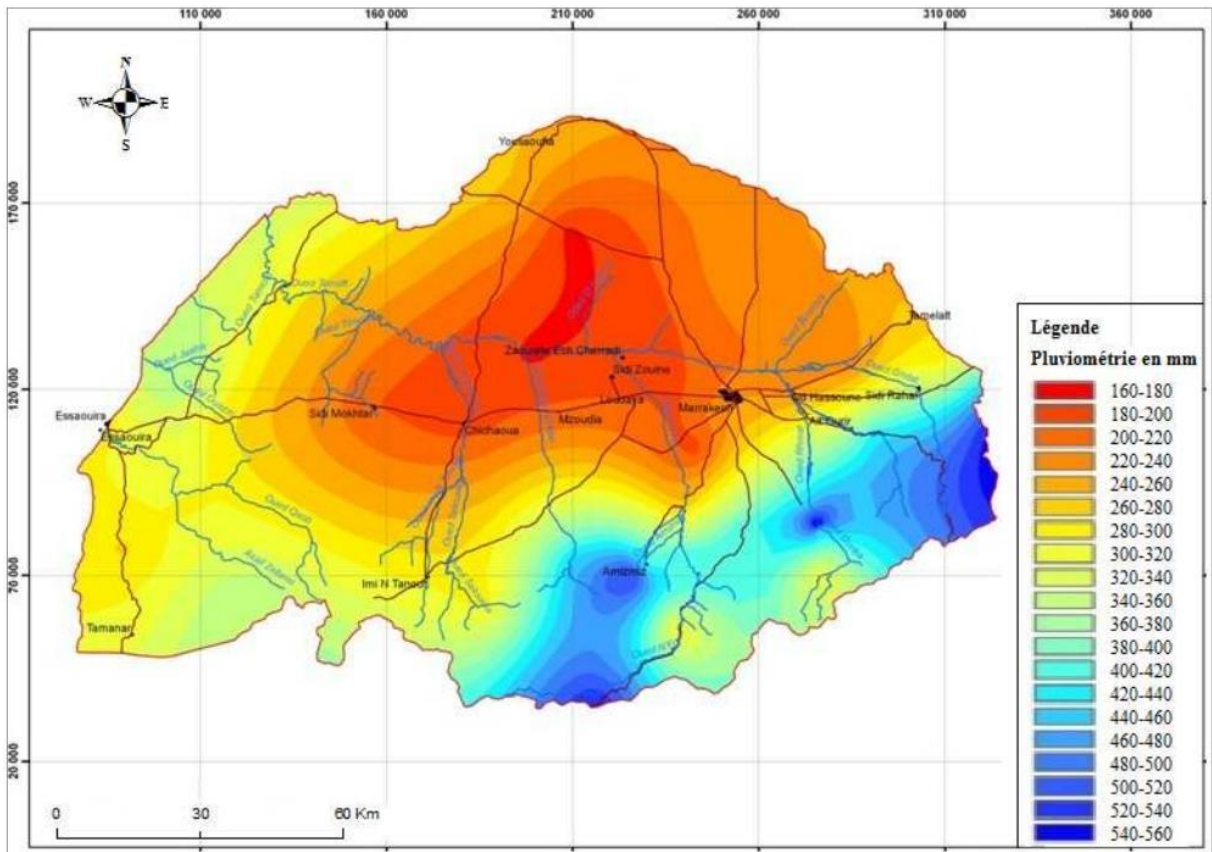 110 000
160 000
210 000
260 000
310 000
360 000
N
W E
S
170 000
120 000
70 000
20 000
Youssoufia
Tamelalt
Oued Tensift
Zaouiete Esh Cherradi
Sidi Zouine
Loudaya
Marrakech
Sidi Rahal
Ait Ourir
Sidi Mokhtar
Chichaoua
Mzoudia
Essaouira
Essaouira
Imi N Tanout
Amizmiz
Tamanar
Légende
Pluviométrie en mm
160-180
180-200
200-220
220-240
240-260
260-280
280-300
300-320
320-340
340-360
360-380
380-400
400-420
420-440
440-460
460-480
480-500
500-520
520-540
540-560
0 30 60 Km